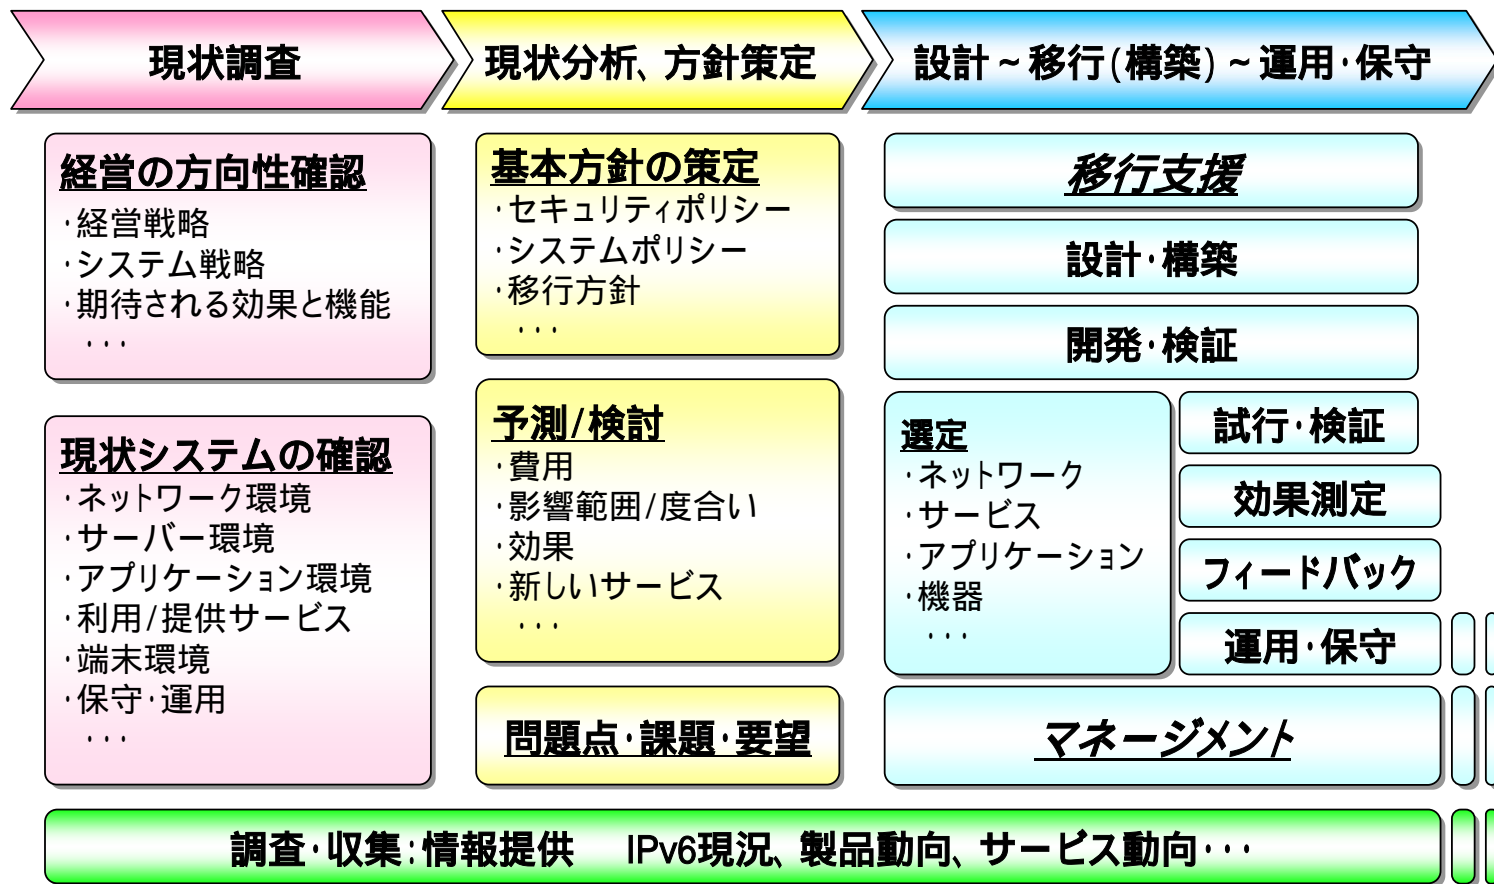 現状調査
現状分析、方針策定
設計～移行(構築)～運用・保守
経営の方向性確認
・経営戦略
・システム戦略
・期待される効果と機能
・・・
現状システムの確認
・ネットワーク環境
・サーバー環境
・アプリケーション環境
・利用/提供サービス
・端末環境
・保守・運用
・・・
基本方針の策定
・セキュリティポリシー
・システムポリシー
・移行方針
・・・
予測/検討
・費用
・影響範囲/度合い
・効果
・新しいサービス
・・・
問題点・課題・要望
移行支援
設計・構築
開発・検証
選定
・ネットワーク
・サービス
・アプリケーション
・機器
・・・
試行・検証
効果測定
フィードバック
運用・保守
マネージメント
調査・収集:情報提供　IPv6現況、製品動向、サービス動向・・・